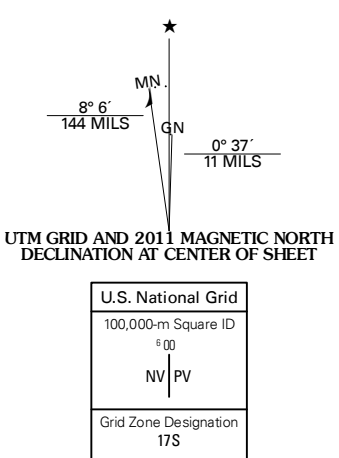 ★
MN
8° 6´
144 MILS
GN
0° 37´
11 MILS
UTM GRID AND 2011 MAGNETIC NORTH
DECLINATION AT CENTER OF SHEET
U.S. National Grid
100,000-m Square ID
6 00
NV PV
Grid Zone Designation
17S